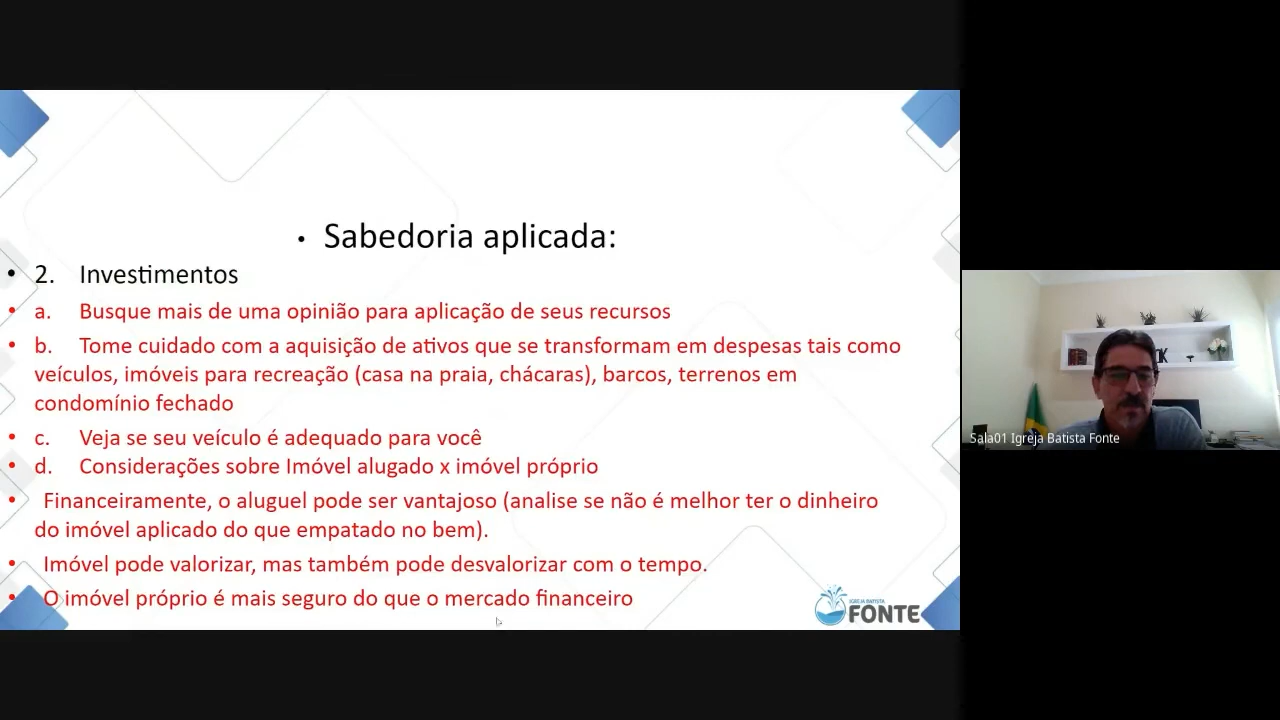 • Sabedoria aplicada:
• 2. Investimentos
• a. Busque mais de uma opinião para aplicação de seus recursos
• b. Tome cuidado com a aquisição de ativos que se transformam em despesas tais como
veículos, imóveis para recreação (casa na praia, chácaras), barcos, terrenos em
condomínio fechado
• c. Veja se seu veículo é adequado para você
• d. Considerações sobre Imóvel alugado x imóvel próprio
• Financeiramente, o aluguel pode ser vantajoso (analise se não é melhor ter o dinheiro
do imóvel aplicado do que empatado no bem).
• Imóvel pode valorizar, mas também pode desvalorizar com o tempo.
• O imóvel próprio é mais seguro do que o mercado financeiro
IGREJA BATISTA
FONTE
Sala01 Igreja Batista Fonte